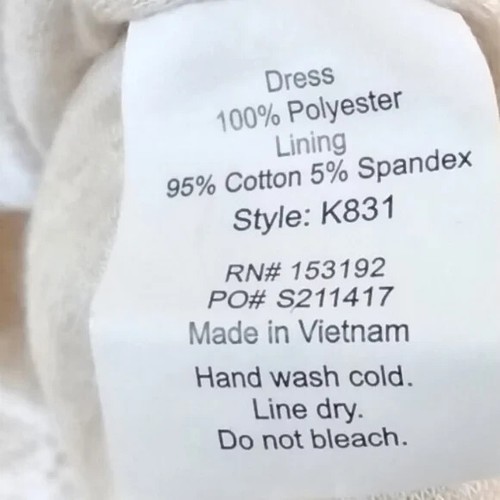 Dress
100% Polyester
Lining
95% Cotton 5% Spandex
Style: K831
RN# 153192
PO# S211417
Made in Vietnam
Hand wash cold.
Line dry.
Do not bleach.